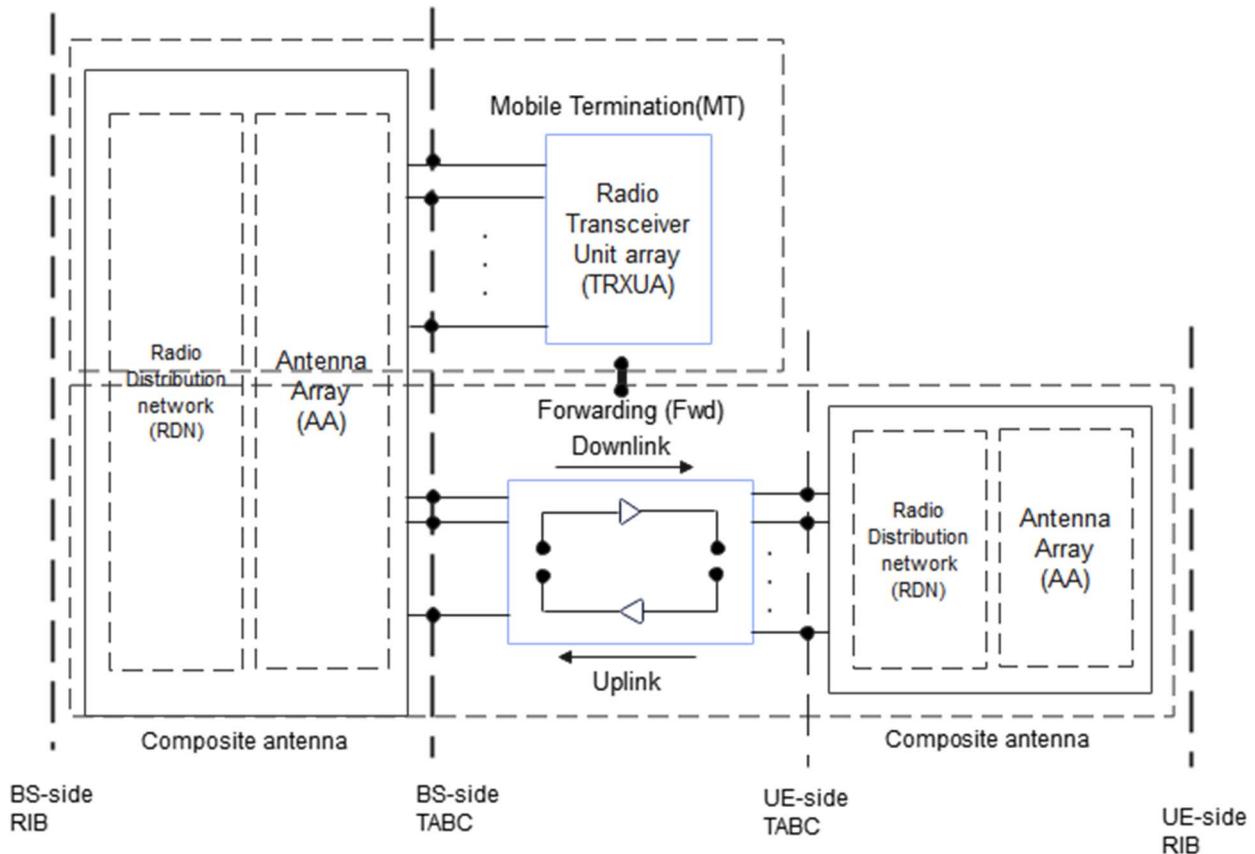 Mobile Termination(MT)
Radio
Transceiver
Unit array
(TRXUA)
Radio
Distribution
network
(RDN)
Antenna
Array
(AA)
Forwarding (Fwd)
Downlink
Uplink
Radio
Distribution
network
(RDN)
Antenna
Array
(AA)
Composite antenna
Composite antenna
BS-side
RIB
BS-side
TABC
UE-side
TABC
UE-side
RIB